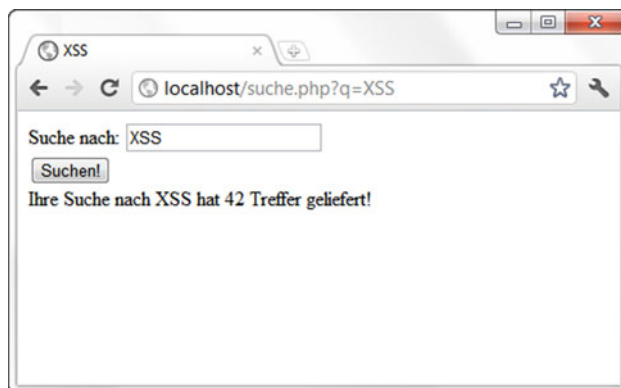 XSS
localhost/suche.php?q=XSS
Suche nach: XSS
Suchen!
Ihre Suche nach XSS hat 42 Treffer geliefert!